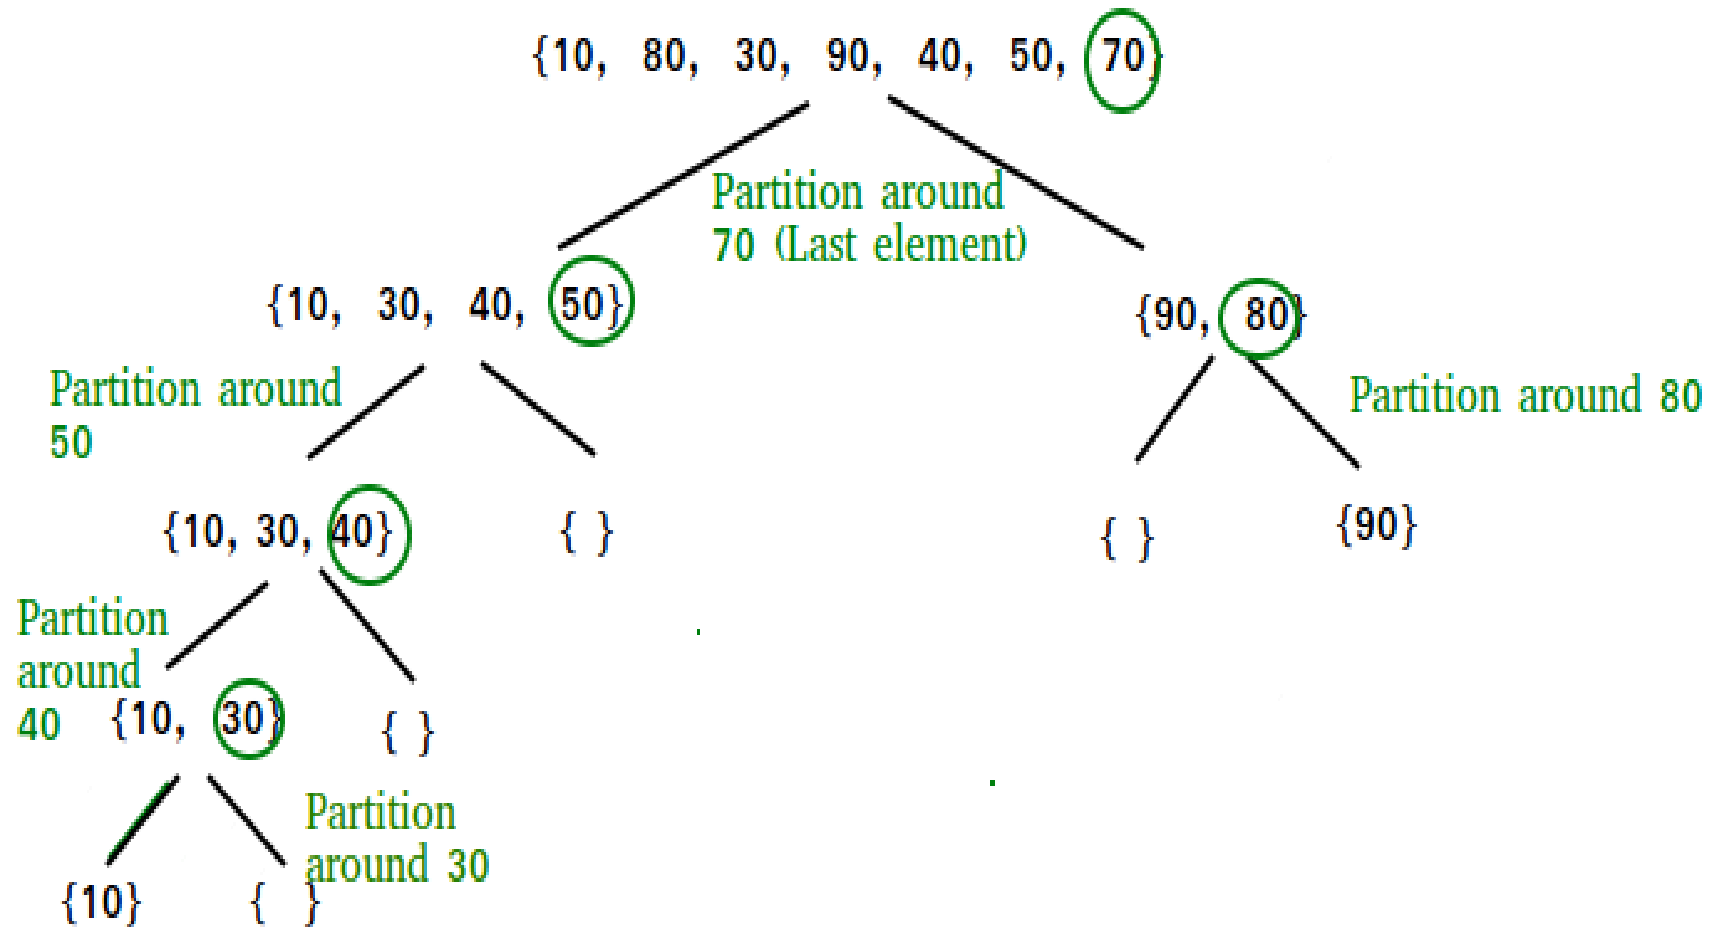 {10, 80, 30, 90, 40, 50, 70}
Partition around
70 (Last element)
{10, 30, 40, 50}
{90, 80}
Partition around
50
Partition around 80
{10, 30, 40}
{ }
{ }
{90}
Partition
around
40
{10, 30}
{ }
Partition
around 30
{10}
{ }